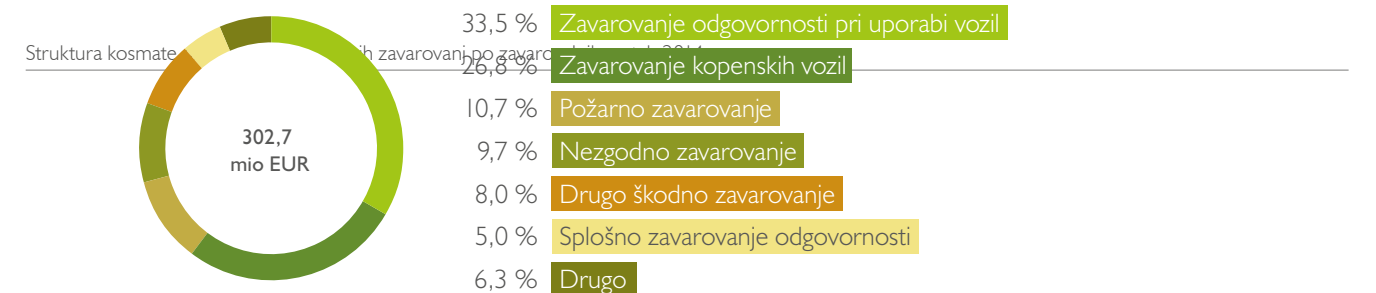 33,5 % Zavarovanje odgovornosti pri uporabi vozil
Struktura kosmate zavarovanj po
26,8 % Zavarovanje kopenskih vozil
10,7 % Požarno zavarovanje
302,7
mio EUR
9,7 % Nezgodno zavarovanje
8,0 % Drugo škodno zavarovanje
5,0 % Splošno zavarovanje odgovornosti
6,3 % Drugo